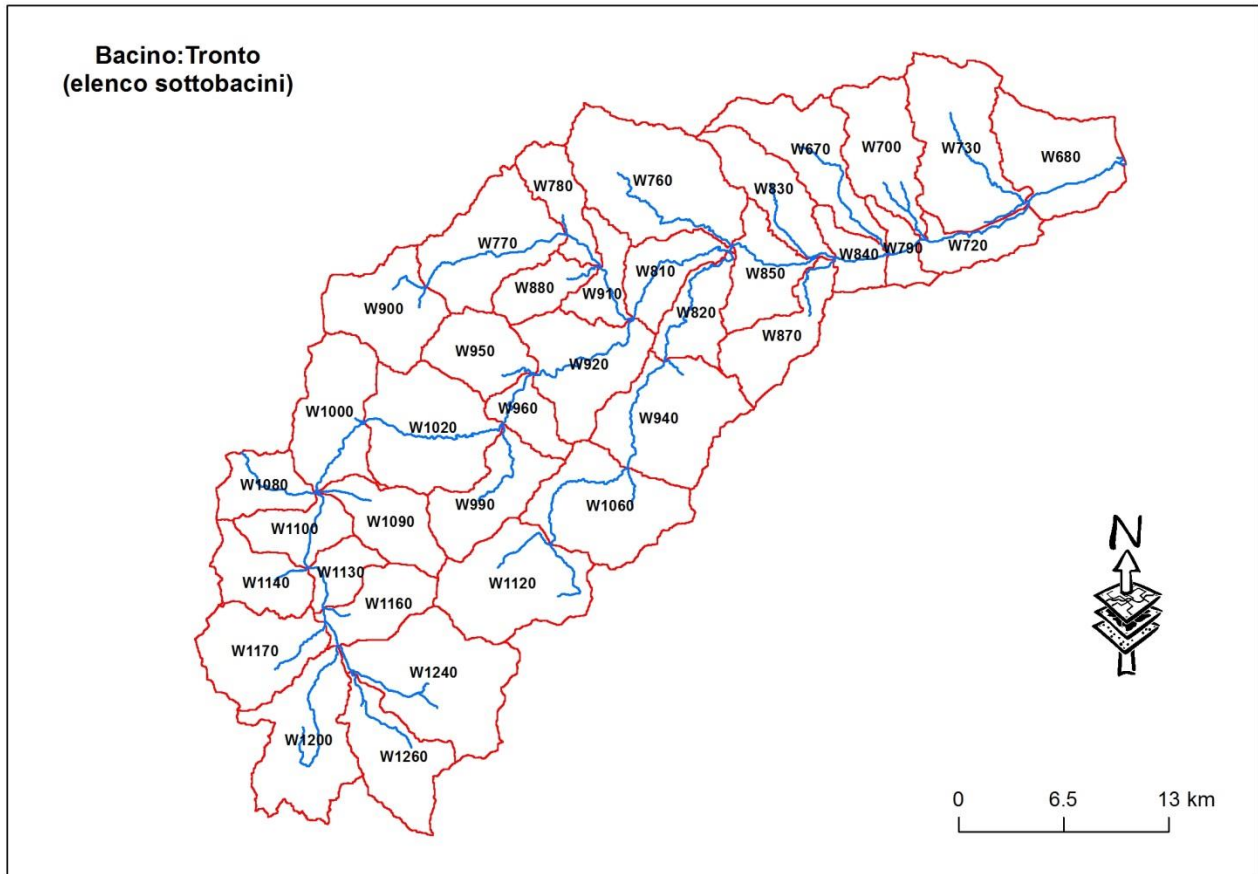 Bacino:Tronto
(elenco sottobacini)
W670
W700
W730
W680
W780
W760
W830
W770
W810
W850
W840
W790
W720
W880
W910
W900
W820
W870
W950
W920
W1000
W960
W1020
W940
W1080
W990
W1060
W1100
W1090
W1140
W1130
W1120
W1160
W1170
W1240
W1200
W1260
N
0 6.5 13 km